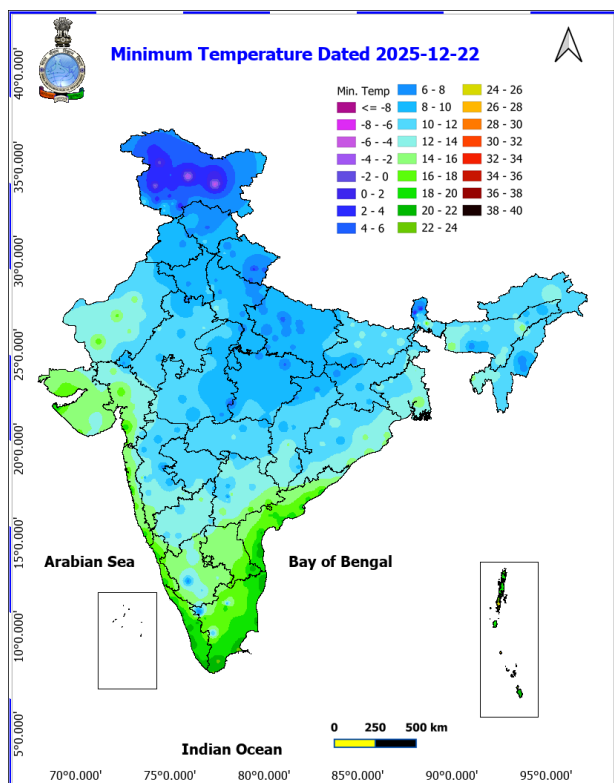 Minimum Temperature Dated 2025-12-22
Min. Temp
<= -8
-8 - -6
-6 - -4
-4 - -2
-2 - 0
0 - 2
2 - 4
4 - 6
6 - 8
8 - 10
10 - 12
12 - 14
14 - 16
16 - 18
18 - 20
20 - 22
22 - 24
24 - 26
26 - 28
28 - 30
30 - 32
32 - 34
34 - 36
36 - 38
38 - 40
40°0.000'
35°0.000'
30°0.000'
25°0.000'
20°0.000'
15°0.000'
10°0.000'
5°0.000'
Arabian Sea
Bay of Bengal
0 250 500 km
Indian Ocean
70°0.000' 75°0.000' 80°0.000' 85°0.000' 90°0.000' 95°0.000'